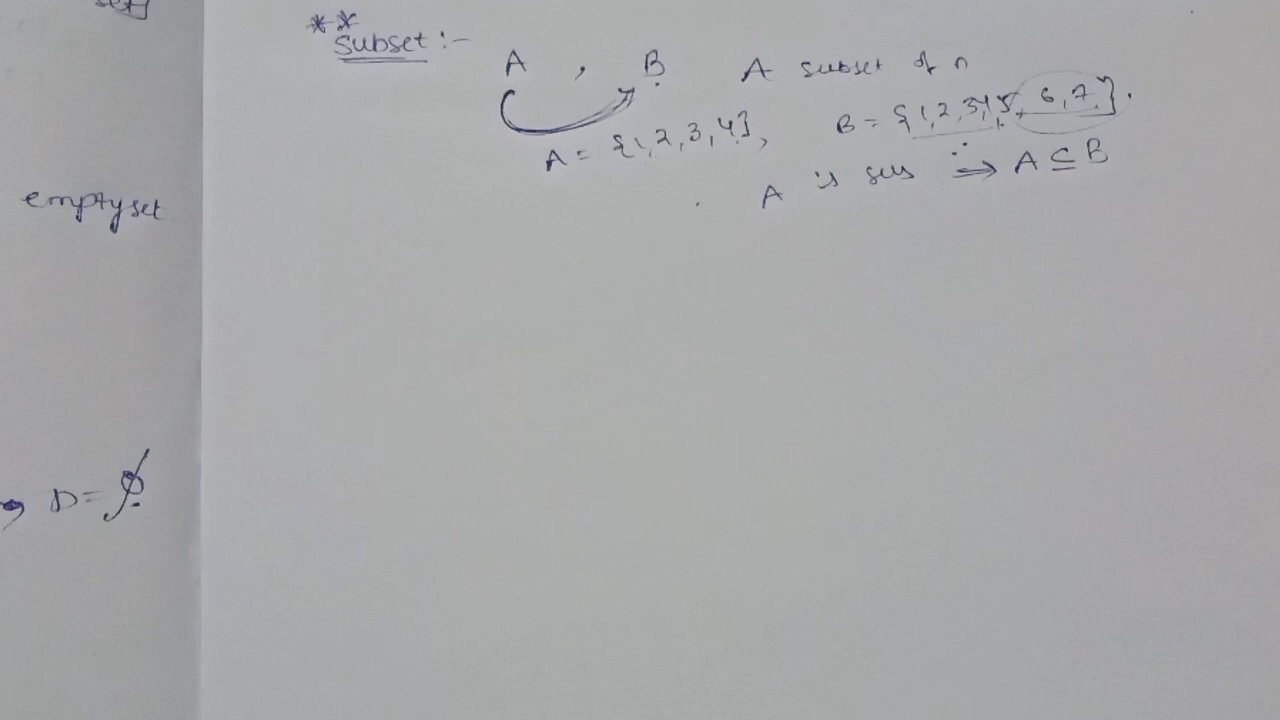 emptyset
D = ϕ
** Subset :-
A , B A subset of n
A = {1, 2, 3, 4}, B = {1, 2, 3, 4, 5, 6, 7}.
A is sus ∴ ⇒ A ⊆ B